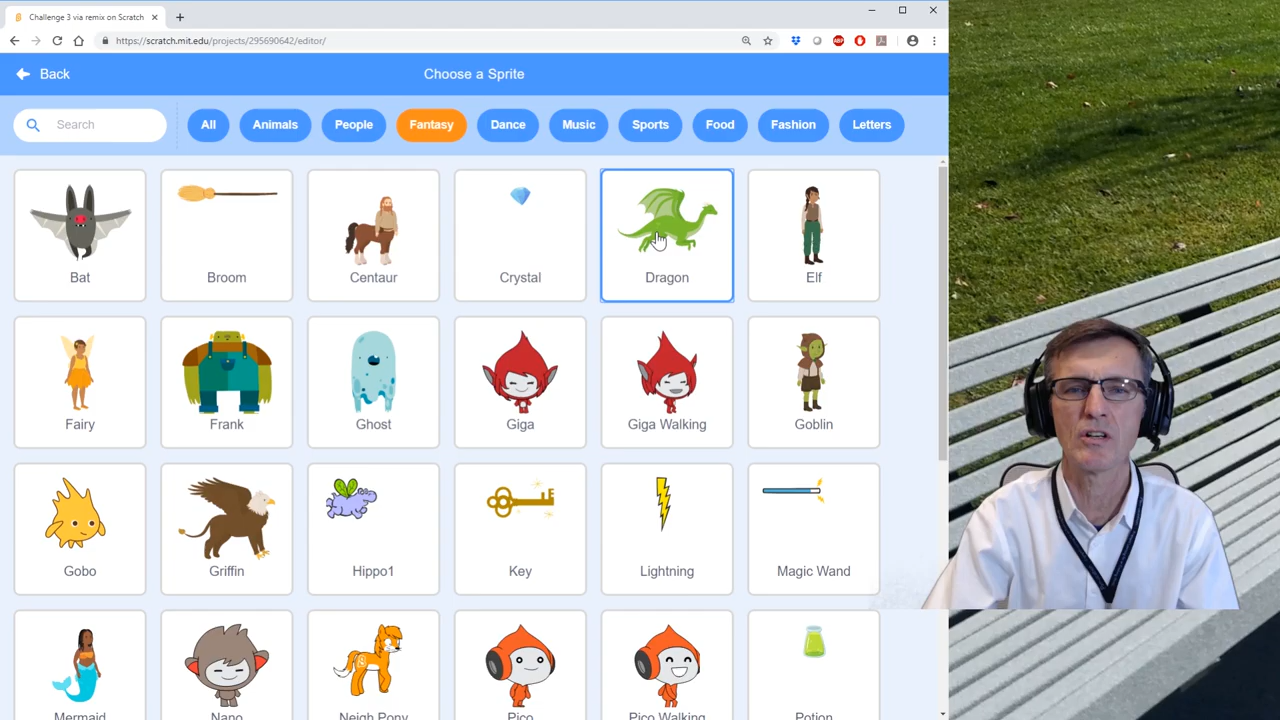 Challenge 3 via remix on Scratch
https://scratch.mit.edu/projects/295690642/editor/
ABP
Back
Choose a Sprite
Search
All
Animals
People
Fantasy
Dance
Music
Sports
Food
Fashion
Letters
Bat
Broom
Centaur
Crystal
Dragon
Elf
Fairy
Frank
Ghost
Giga
Giga Walking
Goblin
Gobo
Griffin
Hippo1
Key
Lightning
Magic Wand
Mermaid
Nano
Neigh Pony
Pico
Pico Walking
Potion